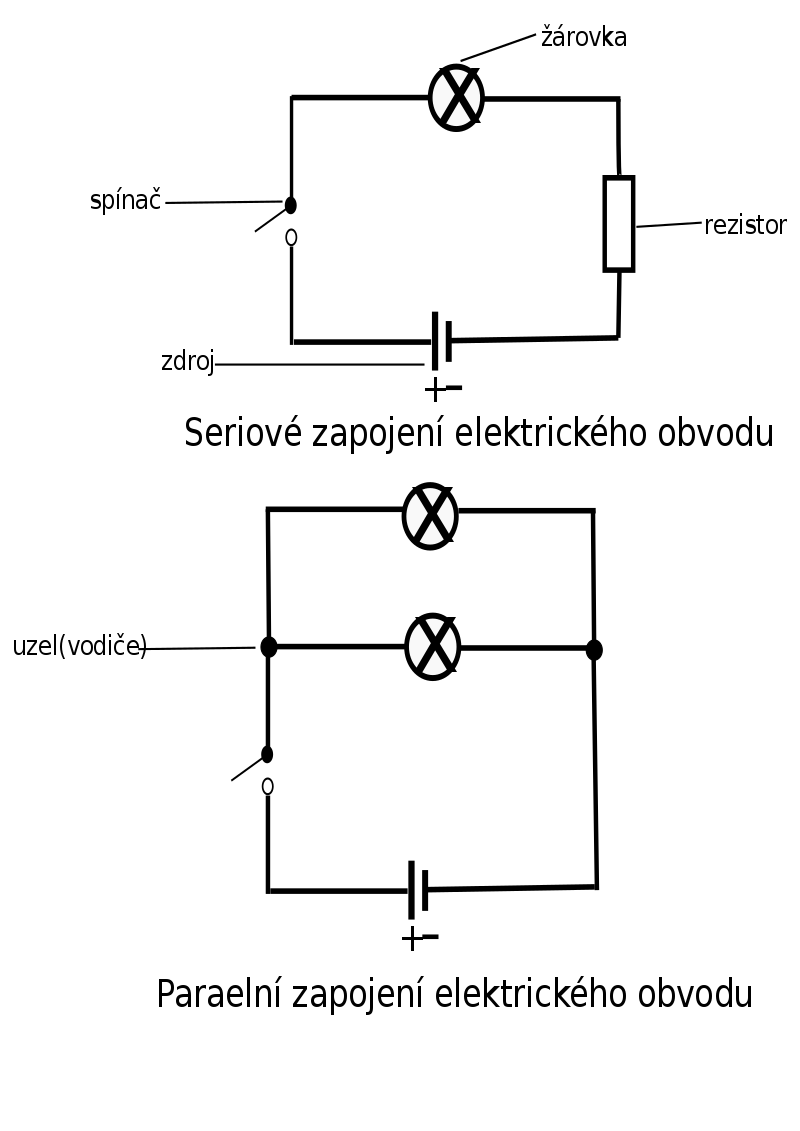 žárovka
spínač
rezistor
zdroj
+-
Seriové zapojení elektrického obvodu
uzel(vodiče)
+-
Paraelní zapojení elektrického obvodu